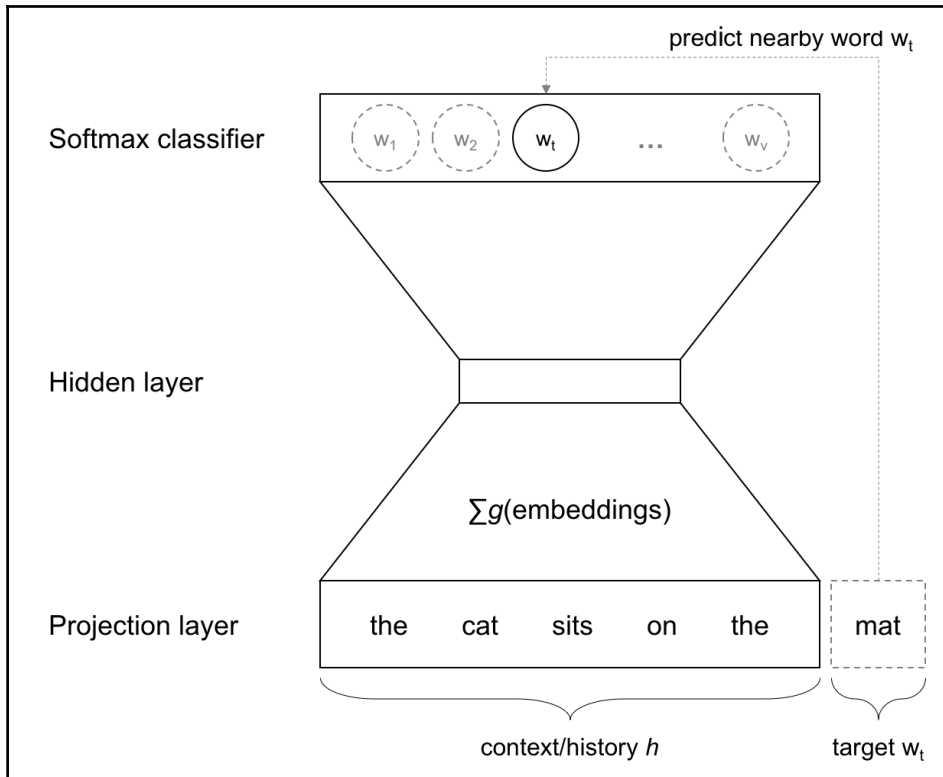 predict nearby word wₜ
Softmax classifier
w₁ w₂ wₜ ... wᵥ
Hidden layer
∑g(embeddings)
Projection layer
the cat sits on the mat
context/history h
target wₜ